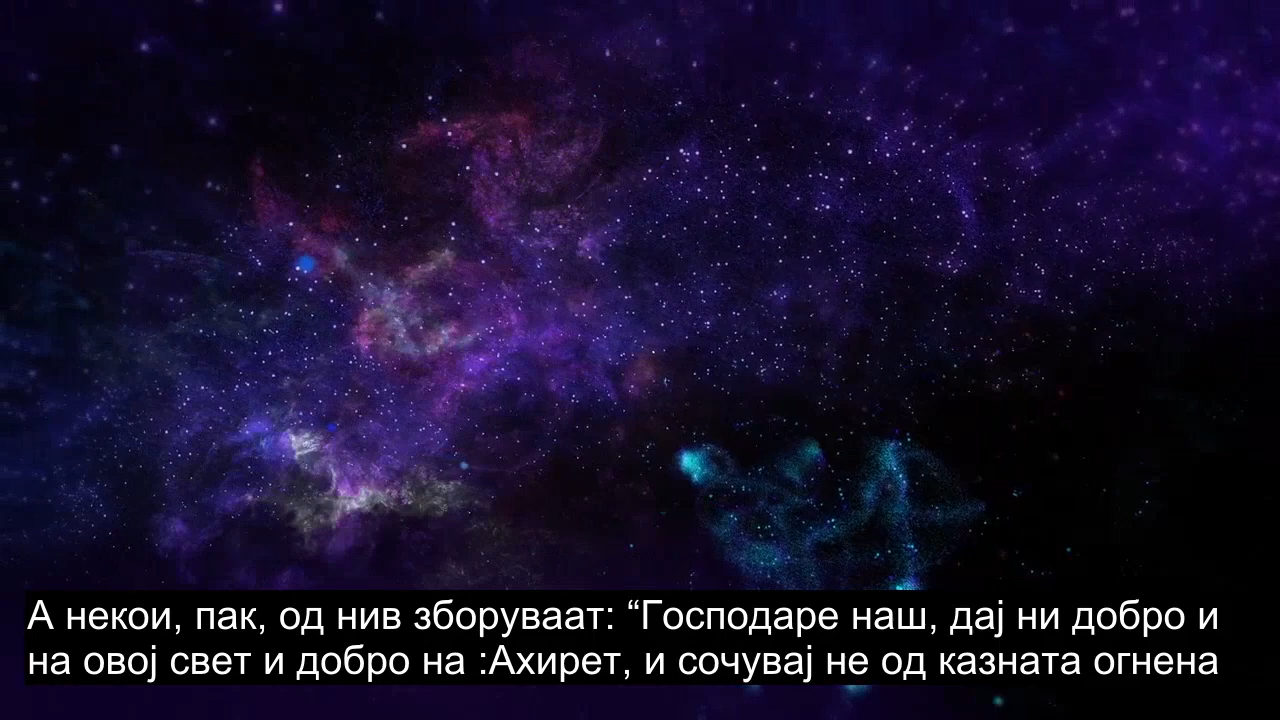 А некои, пак, од нив зборуваат: “Господаре наш, дај ни добро и
на овој свет и добро на :Ахирет, и сочувај не од казната огнена